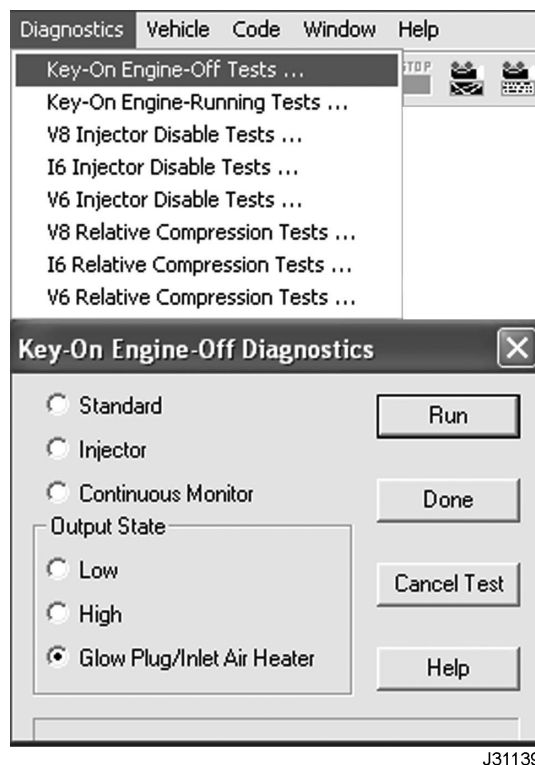 Diagnostics Vehicle Code Window Help
Key-On Engine-Off Tests ...
STOP
Key-On Engine-Running Tests ...
V8 Injector Disable Tests ...
I6 Injector Disable Tests ...
V6 Injector Disable Tests ...
V8 Relative Compression Tests ...
I6 Relative Compression Tests ...
V6 Relative Compression Tests ...
Key-On Engine-Off Diagnostics
Standard
Run
Injector
Continuous Monitor
Done
Output State
Low
Cancel Test
High
Glow Plug/Inlet Air Heater
Help
J31139